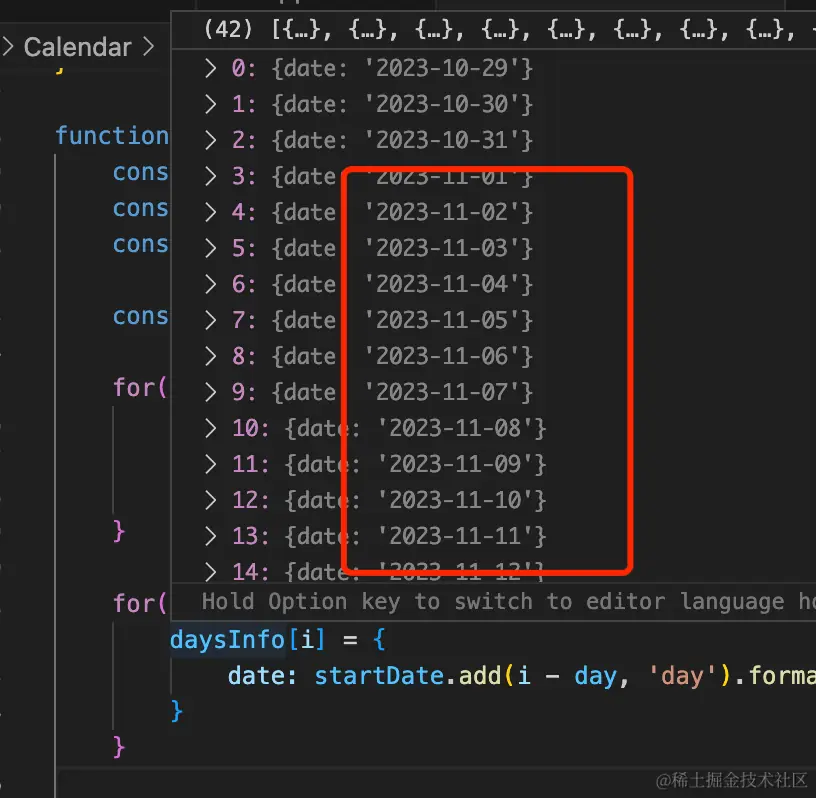 (42) [{…}, {…}, {…}, {…}, {…}, {…}, {…}, {…},
Calendar
0: {date: '2023-10-29'}
1: {date: '2023-10-30'}
}
2: {date: '2023-10-31'}
function
3: {date '2023-11-01'}
cons
4: {date '2023-11-02'}
cons
5: {date '2023-11-03'}
cons
6: {date '2023-11-04'}
7: {date '2023-11-05'}
cons
8: {date '2023-11-06'}
9: {date '2023-11-07'}
for(
10: {date: '2023-11-08'}
11: {date: '2023-11-09'}
12: {date: '2023-11-10'}
13: {date: '2023-11-11'}
}
14: {date: '2023-11-12'}
for(
Hold Option key to switch to editor language ho
daysInfo[i] = {
date: startDate.add(i - day, 'day').forma
}
}
@稀土掘金技术社区